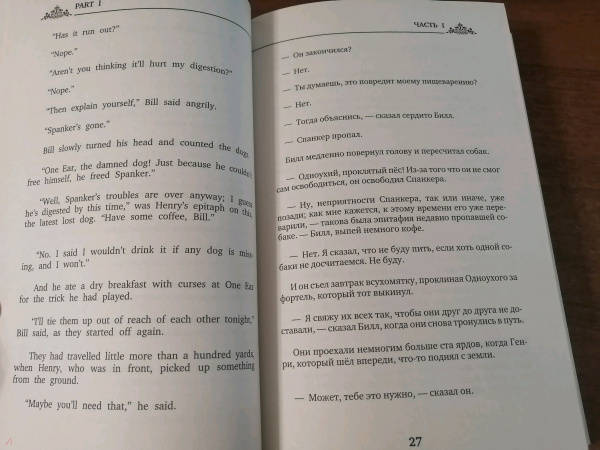 PART I
"Has it run out?"
"Nope."
"Aren't you thinking it'll hurt my digestion?"
"Nope."
"Then explain yourself," Bill said angrily.
"Spanker's gone."
Bill slowly turned his head and counted the dogs.
"One Ear, the damned dog! Just because he couldn't
free himself, he freed Spanker."
"Well, Spanker's troubles are over anyway; I guess
he's digested by this time," was Henry's epitaph on this,
the latest lost dog. "Have some coffee, Bill."
"No. I said I wouldn't drink it if any dog is miss-
ing, and I won't."
And he ate a dry breakfast with curses at One Ear
for the trick he had played.
"I'll tie them up out of reach of each other tonight,"
Bill said, as they started off again.
They had travelled little more than a hundred yards,
when Henry, who was in front, picked up something
from the ground.
"Maybe you'll need that," he said.
ЧАСТЬ I
— Он закончился?
— Нет.
— Ты думаешь, это повредит моему пищеварению?
— Нет.
— Тогда объяснись, — сказал сердито Билл.
— Спанкер пропал.
Билл медленно повернул голову и пересчитал собак.
— Одноухий, проклятый пёс! Из-за того что он не смог
сам освободиться, он освободил Спанкера.
— Ну, неприятности Спанкера, так или иначе, уже
позади; как мне кажется, к этому времени его уже пере-
варили, — такова была эпитафия недавно пропавшей со-
баке. — Билл, выпей немного кофе.
— Нет. Я сказал, что не буду пить, если хоть одной со-
баки не досчитаемся. Не буду.
И он съел завтрак всухомятку, проклиная Одноухого за
фортель, который тот выкинул.
— Я свяжу их всех так, чтобы они друг до друга не до-
ставали, — сказал Билл, когда они снова тронулись в путь.
Они проехали немногим больше ста ярдов, когда Ген-
ри, который шёл впереди, что-то поднял с земли.
— Может, тебе это нужно, — сказал он.
27